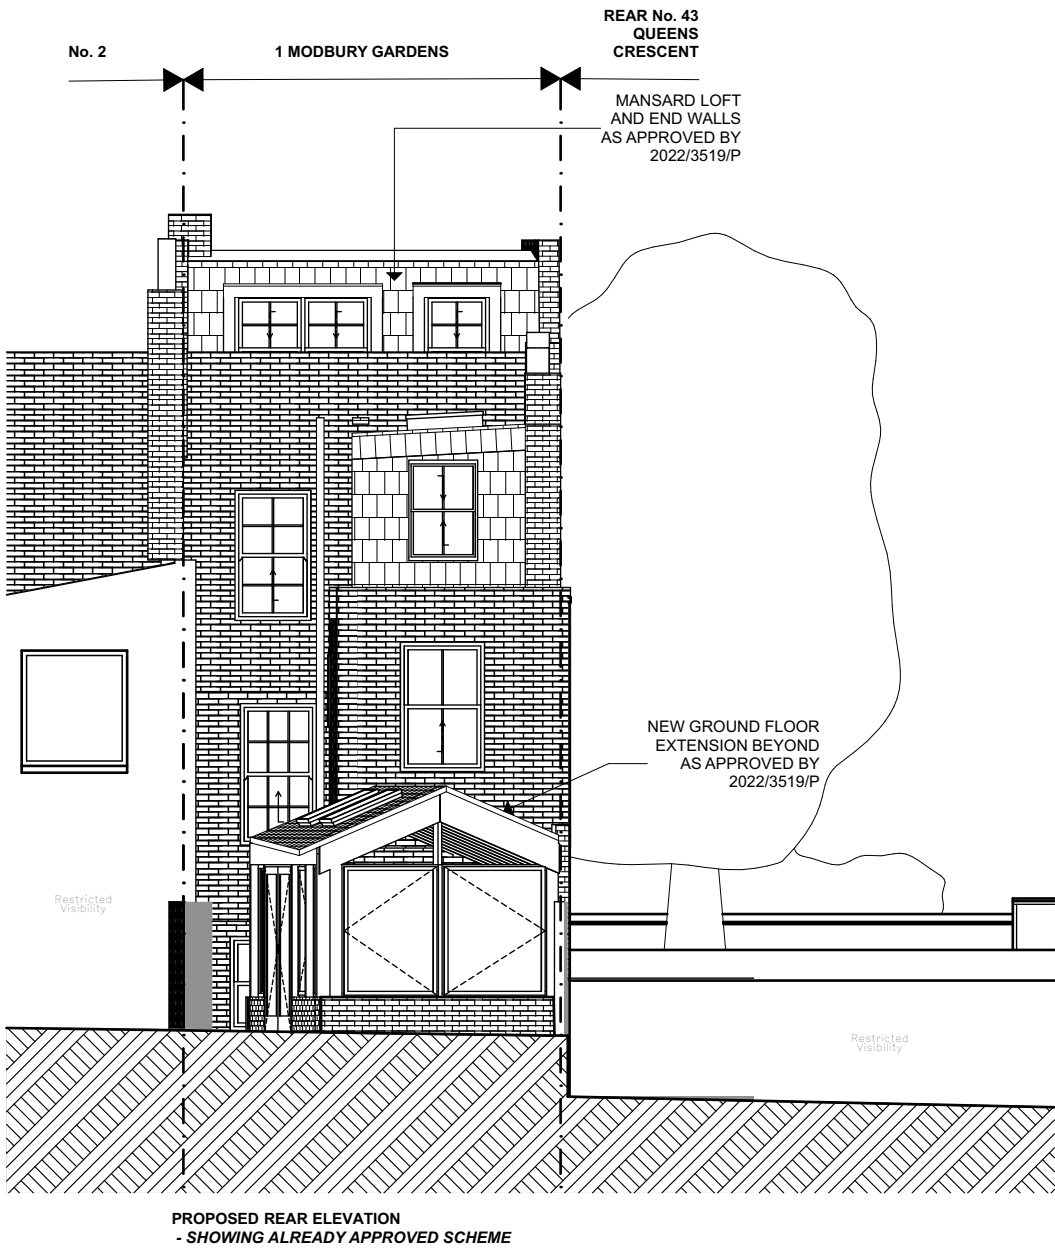 No. 2
1 MODBURY GARDENS
REAR No. 43
QUEENS
CRESCENT
MANSARD LOFT
AND END WALLS
AS APPROVED BY
2022/3519/P
NEW GROUND FLOOR
EXTENSION BEYOND
AS APPROVED BY
2022/3519/P
Restricted
Visibility
Restricted
Visibility
PROPOSED REAR ELEVATION
- SHOWING ALREADY APPROVED SCHEME